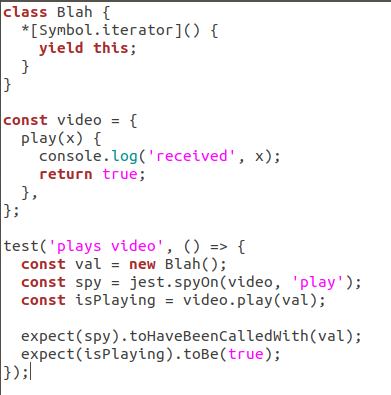 class Blah {
  *[Symbol.iterator]() {
    yield this;
  }
}

const video = {
  play(x) {
    console.log('received', x);
    return true;
  },
};

test('plays video', () => {
  const val = new Blah();
  const spy = jest.spyOn(video, 'play');
  const isPlaying = video.play(val);

  expect(spy).toHaveBeenCalledWith(val);
  expect(isPlaying).toBe(true);
});